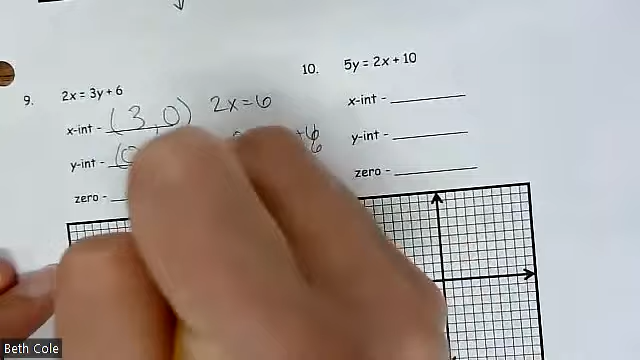 10. 5y = 2x + 10
9. 2x = 3y + 6
x-int - (3,0) 2x=6
x-int -
y-int - (0
y-int -
zero -
zero -
Beth Cole